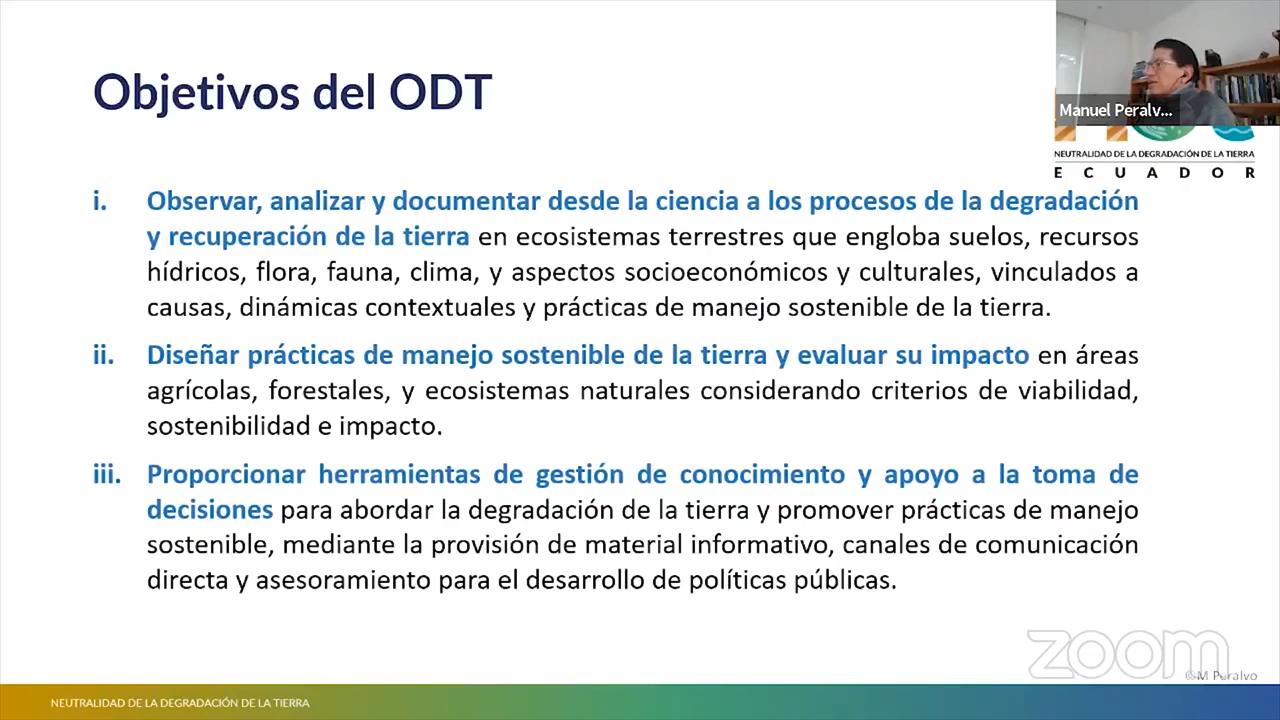 Objetivos del ODT
Manuel Peralv...
NEUTRALIDAD DE LA DEGRADACIÓN DE LA TIERRA
ECUADOR
i. Observar, analizar y documentar desde la ciencia a los procesos de la degradación
y recuperación de la tierra en ecosistemas terrestres que engloba suelos, recursos
hídricos, flora, fauna, clima, y aspectos socioeconómicos y culturales, vinculados a
causas, dinámicas contextuales y prácticas de manejo sostenible de la tierra.
ii. Diseñar prácticas de manejo sostenible de la tierra y evaluar su impacto en áreas
agrícolas, forestales, y ecosistemas naturales considerando criterios de viabilidad,
sostenibilidad e impacto.
iii. Proporcionar herramientas de gestión de conocimiento y apoyo a la toma de
decisiones para abordar la degradación de la tierra y promover prácticas de manejo
sostenible, mediante la provisión de material informativo, canales de comunicación
directa y asesoramiento para el desarrollo de políticas públicas.
zoom
©M Peralvo
NEUTRALIDAD DE LA DEGRADACIÓN DE LA TIERRA